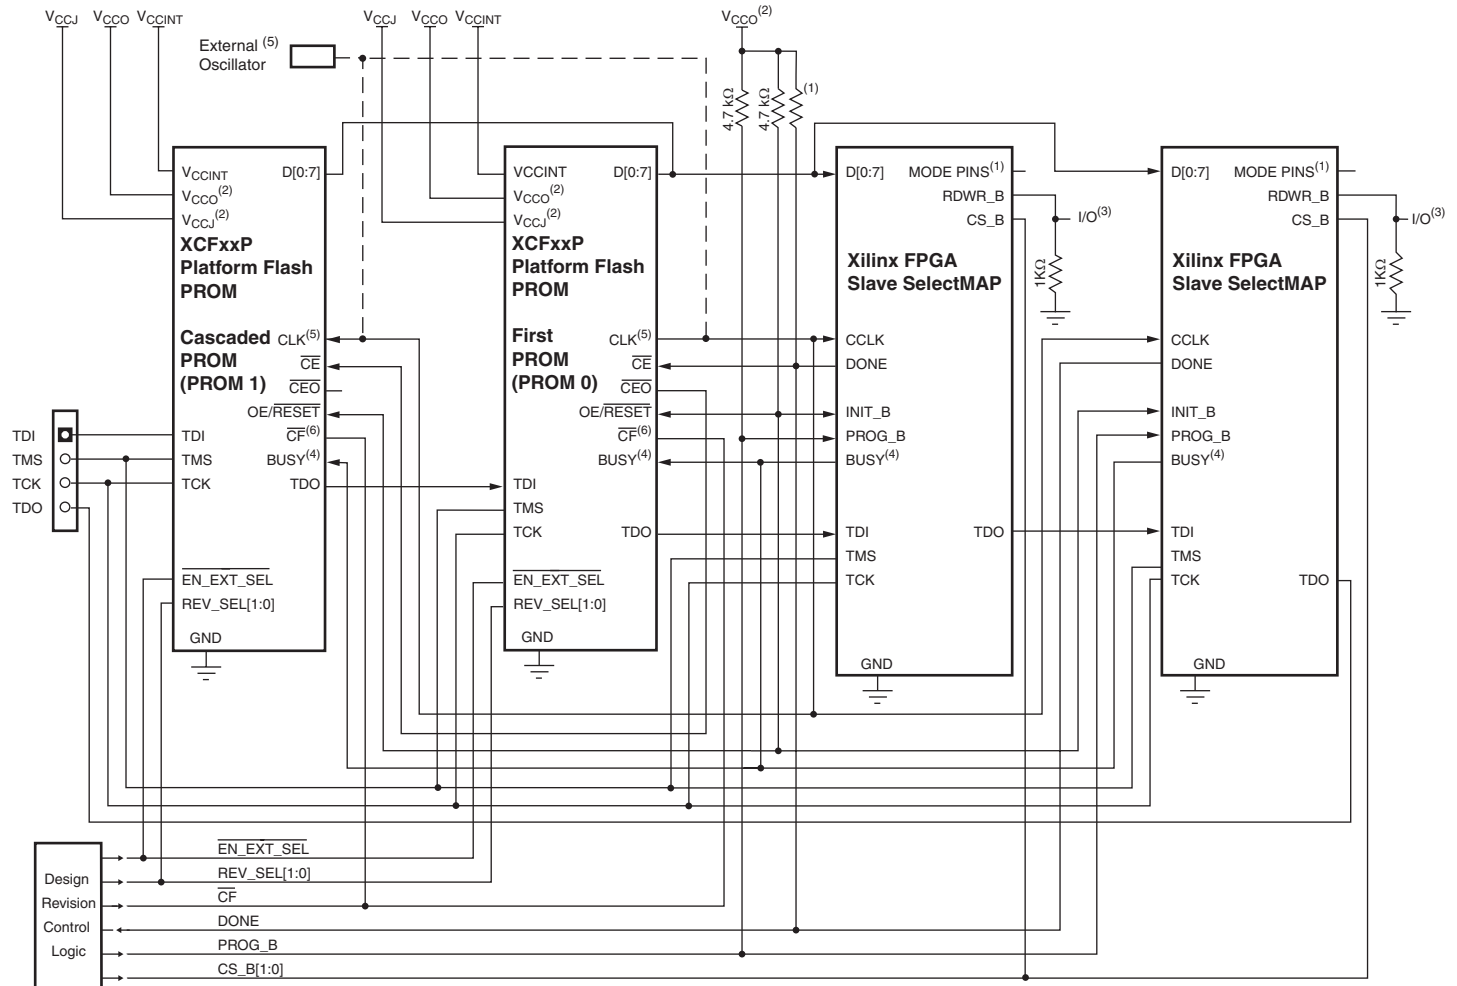 VCCJ VCCO VCCINT
VCCJ VCCO VCCINT
VCCO(2)
External (5)
Oscillator
4.7 kΩ
4.7 kΩ
(1)
VCCINT
VCCO(2)
VCCJ(2)
D[0:7]
XCFxxP
Platform Flash
PROM
Cascaded
PROM
(PROM 1)
CLK(5)
CE
CEO
OE/RESET
CF(6)
BUSY(4)
TDO
TDI
TMS
TCK
EN_EXT_SEL
REV_SEL[1:0]
GND
TDI
TMS
TCK
TDO
VCCINT
VCCO(2)
VCCJ(2)
D[0:7]
XCFxxP
Platform Flash
PROM
First
PROM
(PROM 0)
CLK(5)
CE
CEO
OE/RESET
CF(6)
BUSY(4)
TDI
TMS
TCK
TDO
EN_EXT_SEL
REV_SEL[1:0]
GND
D[0:7]
MODE PINS(1)
RDWR_B
CS_B
I/O(3)
1KΩ
Xilinx FPGA
Slave SelectMAP
CCLK
DONE
INIT_B
PROG_B
BUSY(4)
TDI
TMS
TCK
TDO
GND
D[0:7]
MODE PINS(1)
RDWR_B
CS_B
I/O(3)
1KΩ
Xilinx FPGA
Slave SelectMAP
CCLK
DONE
INIT_B
PROG_B
BUSY(4)
TDI
TMS
TCK
TDO
GND
Design
Revision
Control
Logic
EN_EXT_SEL
REV_SEL[1:0]
CF
DONE
PROG_B
CS_B[1:0]